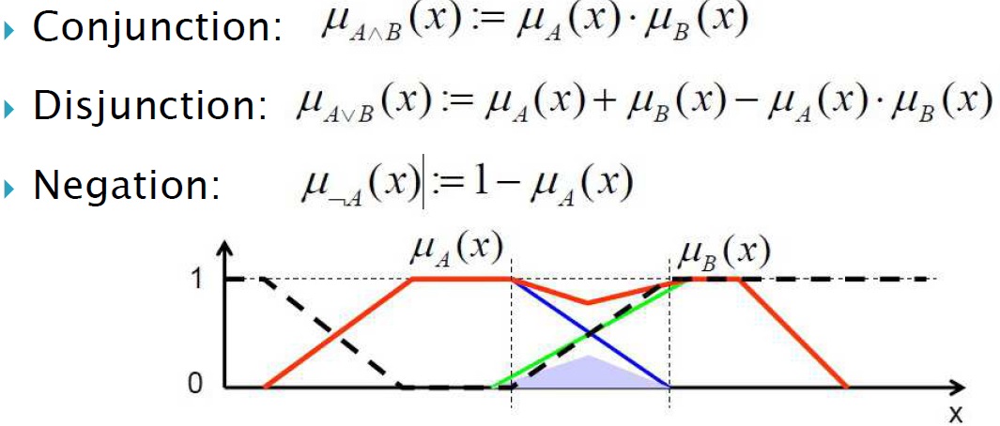 Conjunction: μ_{A∧B}(x) := μ_A(x) · μ_B(x)
Disjunction: μ_{A∨B}(x) := μ_A(x) + μ_B(x) − μ_A(x) · μ_B(x)
Negation: μ_{¬A}(x) := 1 − μ_A(x)
μ_A(x) μ_B(x)
1
0
x